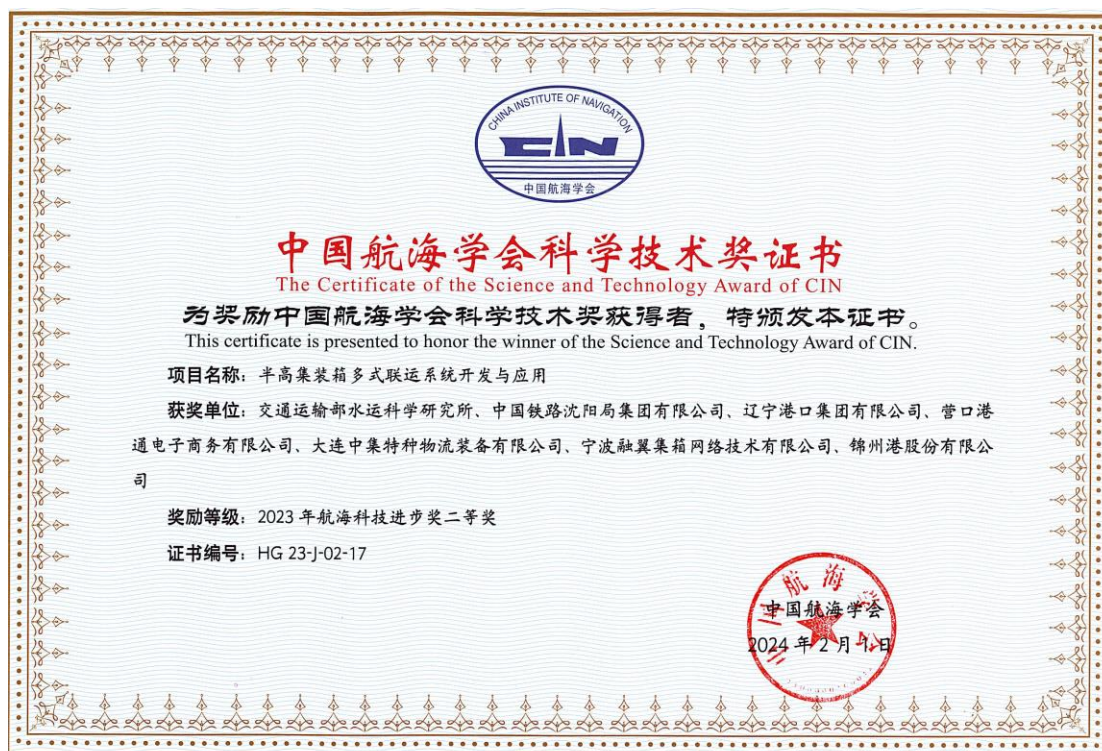 CHINA INSTITUTE OF NAVIGATION
CIN
中国航海学会
中国航海学会科学技术奖证书
The Certificate of the Science and Technology Award of CIN
为奖励中国航海学会科学技术奖获得者，特颁发本证书。
This certificate is presented to honor the winner of the Science and Technology Award of CIN.
项目名称：半高集装箱多式联运系统开发与应用
获奖单位：交通运输部水运科学研究所、中国铁路沈阳局集团有限公司、辽宁港口集团有限公司、营口港
通电子商务有限公司、大连中集特种物流装备有限公司、宁波融翼集箱网络技术有限公司、锦州港股份有限公
司
奖励等级：2023 年航海科技进步奖二等奖
证书编号：HG 23-J-02-17
中国航海学会
中国航海学会
2024 年 2 月 1 日